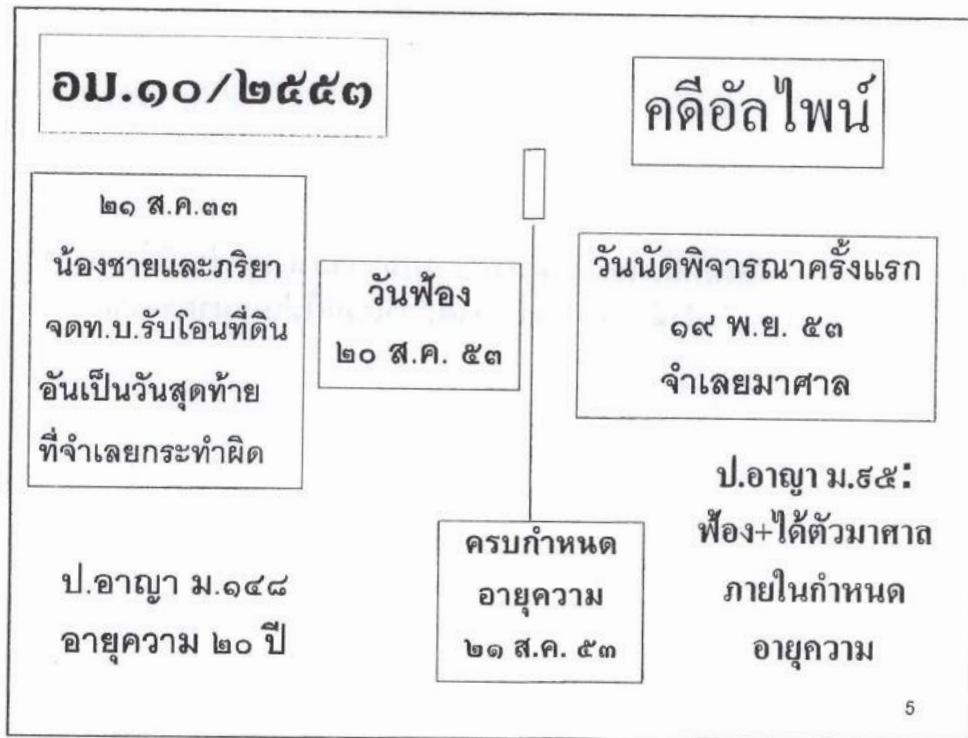 อม.๑๐/๒๕๕๓
คดีอัลไพน์
๒๑ ส.ค.๓๓
น้องชายและภริยา
จดท.บ.รับโอนที่ดิน
อันเป็นวันสุดท้าย
ที่จำเลยกระทำผิด
วันฟ้อง
๒๐ ส.ค. ๕๓
วันนัดพิจารณาครั้งแรก
๑๙ พ.ย. ๕๓
จำเลยมาศาล
ป.อาญา ม.๑๔๘
อายุความ ๒๐ ปี
ครบกำหนด
อายุความ
๒๑ ส.ค. ๕๓
ป.อาญา ม.๙๕:
ฟ้อง+ได้ตัวมาศาล
ภายในกำหนด
อายุความ
5